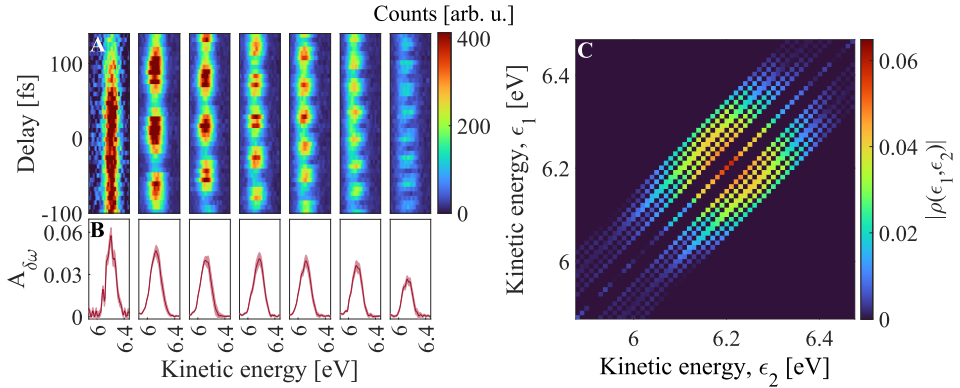 Counts [arb. u.]
A
Delay [fs]
100
0
-100
400
200
0
B
A_δω
0.06
0.03
0
6 6.4 6 6.4 6 6.4 6 6.4 6 6.4 6 6.4 6 6.4
Kinetic energy [eV]
C
Kinetic energy, ϵ_1 [eV]
6.4
6.2
6
6 6.2 6.4
Kinetic energy, ϵ_2 [eV]
0.06
0.04
0.02
0
|ρ(ϵ_1,ϵ_2)|